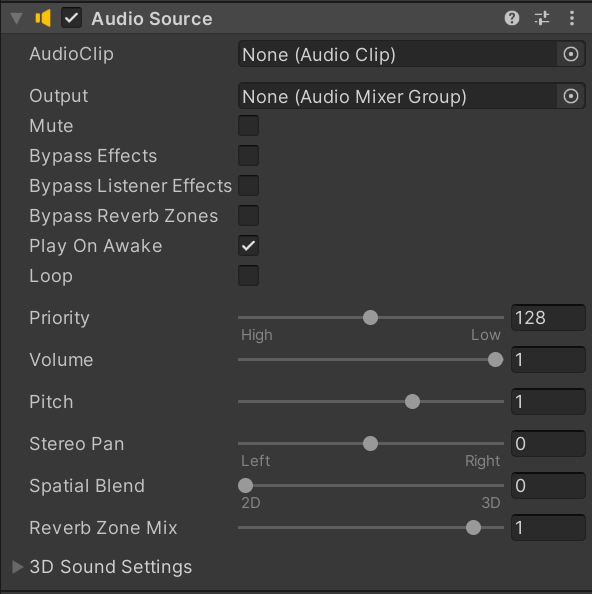 Audio Source
AudioClip None (Audio Clip)
Output None (Audio Mixer Group)
Mute
Bypass Effects
Bypass Listener Effects
Bypass Reverb Zones
Play On Awake
Loop
Priority 128
High Low
Volume 1
Pitch 1
Stereo Pan 0
Left Right
Spatial Blend 0
2D 3D
Reverb Zone Mix 1
3D Sound Settings